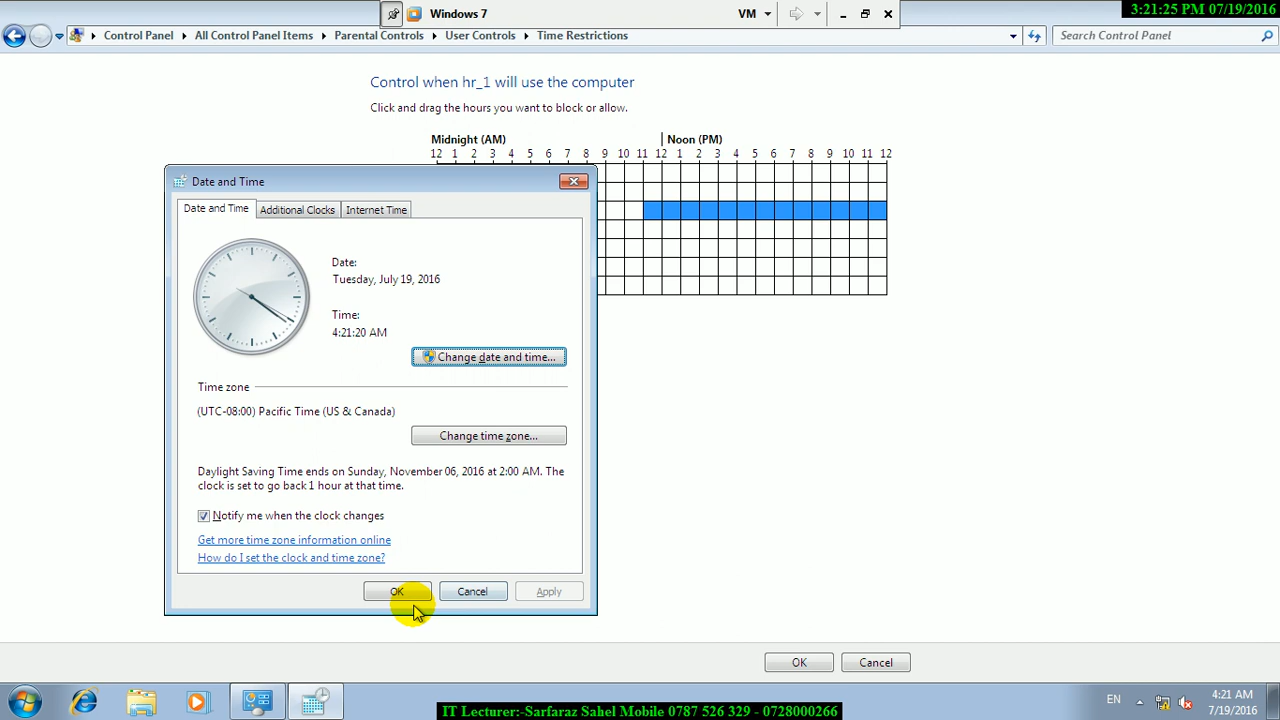 Windows 7
VM
3:21:25 PM 07/19/2016
Control Panel
All Control Panel Items
Parental Controls
User Controls
Time Restrictions
Search Control Panel
Control when hr_1 will use the computer
Click and drag the hours you want to block or allow.
Midnight (AM)
Noon (PM)
12 1 2 3 4 5 6 7 8 9 10 11 12 1 2 3 4 5 6 7 8 9 10 11 12
Date and Time
Date and Time
Additional Clocks
Internet Time
Date:
Tuesday, July 19, 2016
Time:
4:21:20 AM
Change date and time...
Time zone
(UTC-08:00) Pacific Time (US & Canada)
Change time zone...
Daylight Saving Time ends on Sunday, November 06, 2016 at 2:00 AM. The
clock is set to go back 1 hour at that time.
Notify me when the clock changes
Get more time zone information online
How do I set the clock and time zone?
OK
Cancel
Apply
OK
Cancel
EN
4:21 AM
7/19/2016
IT Lecturer:-Sarfaraz Sahel Mobile 0787 526 329 - 0728000266